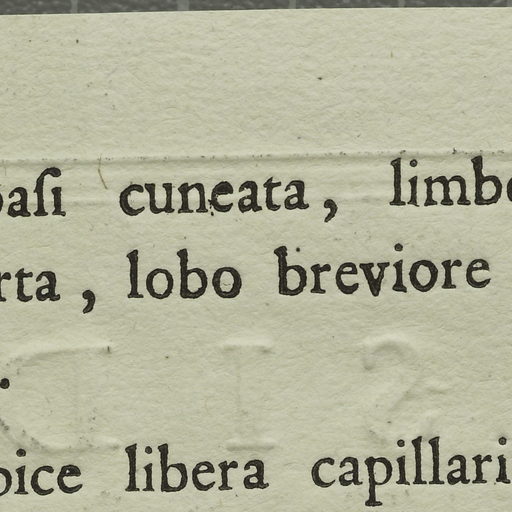 baſi cuneata, limbo
rta, lobo breviore
.
pice libera capillari